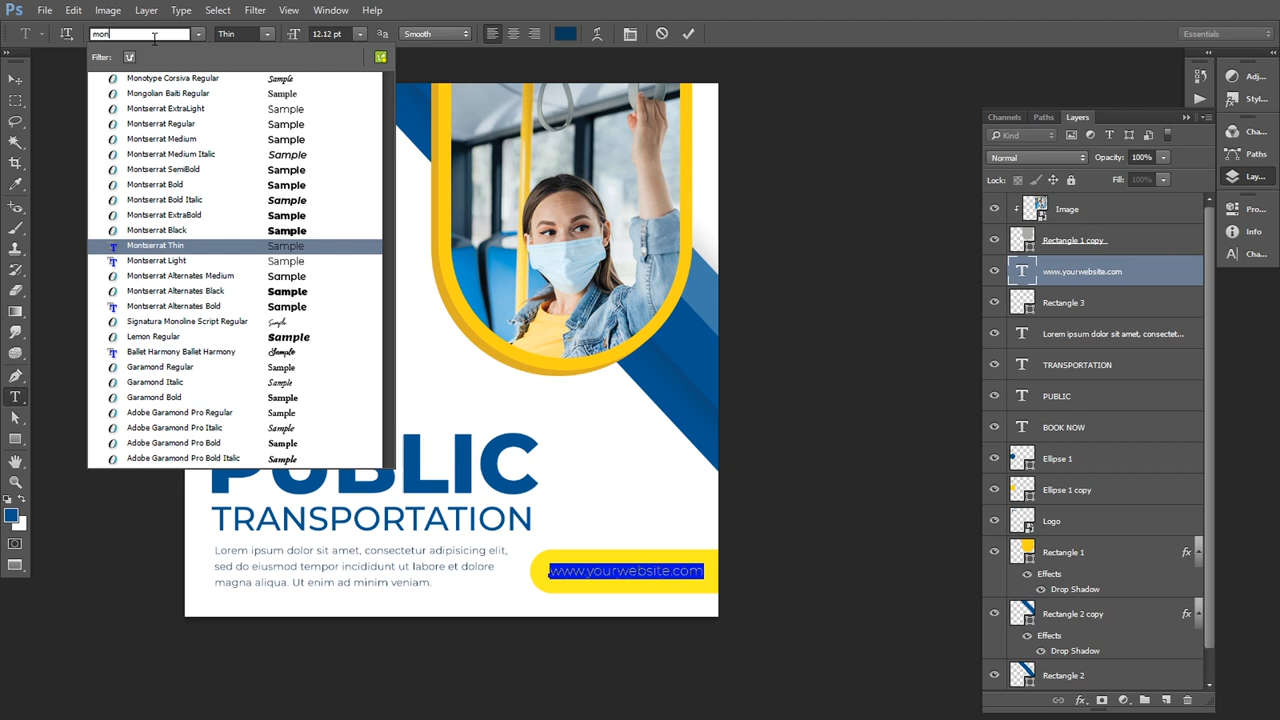 Ps File Edit Image Layer Type Select Filter View Window Help
T mon Thin 12.12 pt aa Smooth Essentials
Filter:
Monotype Corsiva Regular Sample
Mongolian Baiti Regular Sample
Montserrat ExtraLight Sample
Montserrat Regular Sample
Montserrat Medium Sample
Montserrat Medium Italic Sample
Montserrat SemiBold Sample
Montserrat Bold Sample
Montserrat Bold Italic Sample
Montserrat ExtraBold Sample
Montserrat Black Sample
Montserrat Thin Sample
Montserrat Light Sample
Montserrat Alternates Medium Sample
Montserrat Alternates Black Sample
Montserrat Alternates Bold Sample
Signatura Monoline Script Regular Sample
Lemon Regular Sample
Ballet Harmony Ballet Harmony Sample
Garamond Regular Sample
Garamond Italic Sample
Garamond Bold Sample
Adobe Garamond Pro Regular Sample
Adobe Garamond Pro Italic Sample
Adobe Garamond Pro Bold Sample
Adobe Garamond Pro Bold Italic Sample
PUBLIC
TRANSPORTATION
Lorem ipsum dolor sit amet, consectetur adipisicing elit,
sed do eiusmod tempor incididunt ut labore et dolore
magna aliqua. Ut enim ad minim veniam.
www.yourwebsite.com
Channels Paths Layers
Kind
Normal Opacity: 100%
Lock: Fill: 100%
Image
Rectangle 1 copy
www.yourwebsite.com
Rectangle 3
Lorem ipsum dolor sit amet, consectet...
TRANSPORTATION
PUBLIC
BOOK NOW
Ellipse 1
Ellipse 1 copy
Logo
Rectangle 1 fx
Effects
Drop Shadow
Rectangle 2 copy fx
Effects
Drop Shadow
Rectangle 2
fx.
Adj...
Styl...
Cha...
Paths
Lay...
Pro...
Info
Cha...